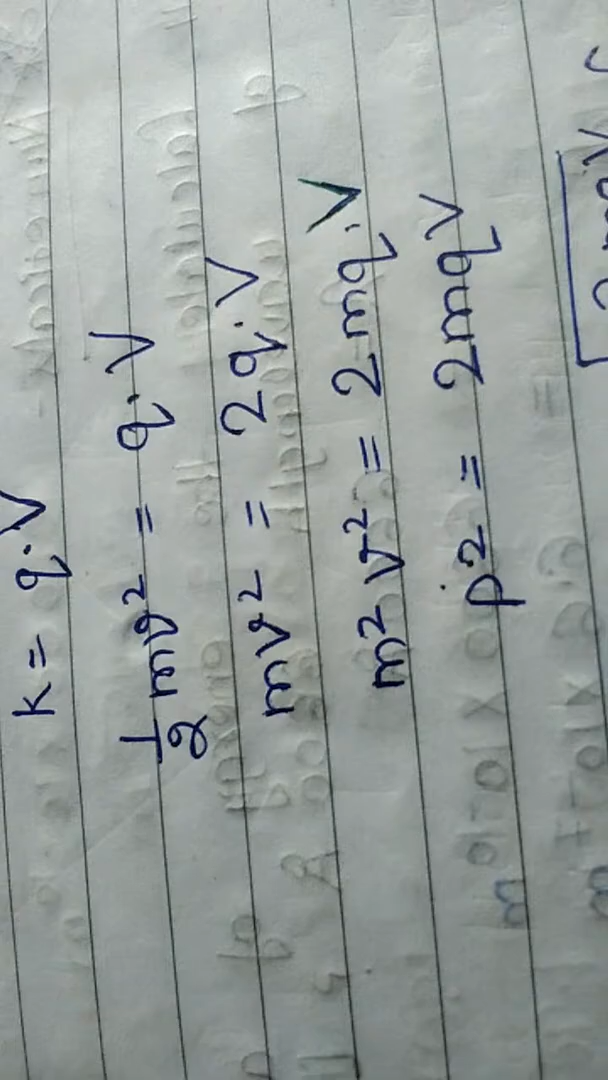 K = q.V
1/2 mv² = q.V
mv² = 2q.V
m²v² = 2mq.V
p² = 2mqV